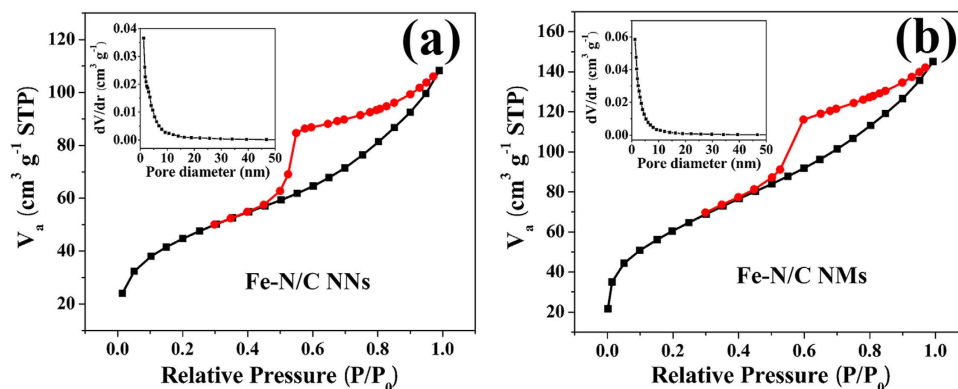 (a)
120
100
80
60
40
20
Vₐ (cm³ g⁻¹ STP)
0.04
0.03
0.02
0.01
0.00
dV/dr (cm³ g⁻¹)
0 10 20 30 40 50
Pore diameter (nm)
Fe-N/C NNs
0.0 0.2 0.4 0.6 0.8 1.0
Relative Pressure (P/P₀)
(b)
160
140
120
100
80
60
40
20
Vₐ (cm³ g⁻¹ STP)
0.06
0.04
0.02
0.00
dV/dr (cm³ g⁻¹)
0 10 20 30 40 50
Pore diameter (nm)
Fe-N/C NMs
0.0 0.2 0.4 0.6 0.8 1.0
Relative Pressure (P/P₀)